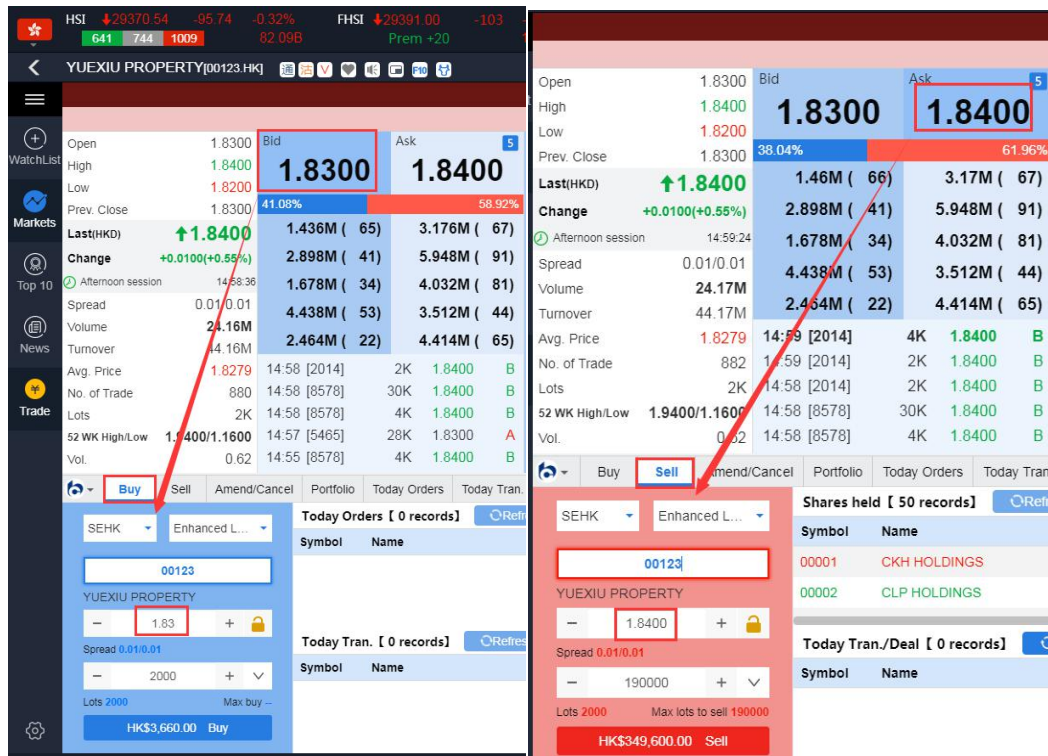 HSI 29370.54 -95.74 -0.32% FHSI 29391.00 -103
641 744 1009 82.09B Prem +20
YUEXIU PROPERTY[00123.HK] 通 沽 V F10
Open 1.8300 Bid Ask 5
High 1.8400 1.8300 1.8400
Low 1.8200
Prev. Close 1.8300 41.08% 58.92%
Last(HKD) 1.8400 1.436M ( 65) 3.176M ( 67)
Change +0.0100(+0.55%) 2.898M ( 41) 5.948M ( 91)
Afternoon session 14:58:36 1.678M ( 34) 4.032M ( 81)
Spread 0.01/0.01 4.438M ( 53) 3.512M ( 44)
Volume 24.16M 2.464M ( 22) 4.414M ( 65)
Turnover 44.16M
Avg. Price 1.8279 14:58 [2014] 2K 1.8400 B
No. of Trade 880 14:58 [8578] 30K 1.8400 B
Lots 2K 14:58 [8578] 4K 1.8400 B
52 WK High/Low 1.9400/1.1600 14:57 [5465] 28K 1.8300 A
Vol. 0.62 14:55 [8578] 4K 1.8400 B
WatchList
Markets
Top 10
News
Trade
Buy Sell Amend/Cancel Portfolio Today Orders Today Tran.
SEHK Enhanced L...
00123
YUEXIU PROPERTY
− 1.83 +
Spread 0.01/0.01
− 2000 +
Lots 2000 Max buy --
HK$3,660.00 Buy
Today Orders [ 0 records] Refre
Symbol Name
Today Tran. [ 0 records] Refres
Symbol Name
Open 1.8300 Bid Ask 5
High 1.8400 1.8300 1.8400
Low 1.8200
Prev. Close 1.8300 38.04% 61.96%
Last(HKD) 1.8400 1.46M ( 66) 3.17M ( 67)
Change +0.0100(+0.55%) 2.898M ( 41) 5.948M ( 91)
Afternoon session 14:59:24 1.678M ( 34) 4.032M ( 81)
Spread 0.01/0.01 4.438M ( 53) 3.512M ( 44)
Volume 24.17M 2.464M ( 22) 4.414M ( 65)
Turnover 44.17M
Avg. Price 1.8279 14:59 [2014] 4K 1.8400 B
No. of Trade 882 14:59 [2014] 2K 1.8400 B
Lots 2K 14:58 [2014] 2K 1.8400 B
52 WK High/Low 1.9400/1.1600 14:58 [8578] 30K 1.8400 B
Vol. 0.62 14:58 [8578] 4K 1.8400 B
Buy Sell Amend/Cancel Portfolio Today Orders Today Tran
SEHK Enhanced L...
00123
YUEXIU PROPERTY
− 1.8400 +
Spread 0.01/0.01
− 190000 +
Lots 2000 Max lots to sell 190000
HK$349,600.00 Sell
Shares held [ 50 records] Refr
Symbol Name
00001 CKH HOLDINGS
00002 CLP HOLDINGS
Today Tran./Deal [ 0 records]
Symbol Name